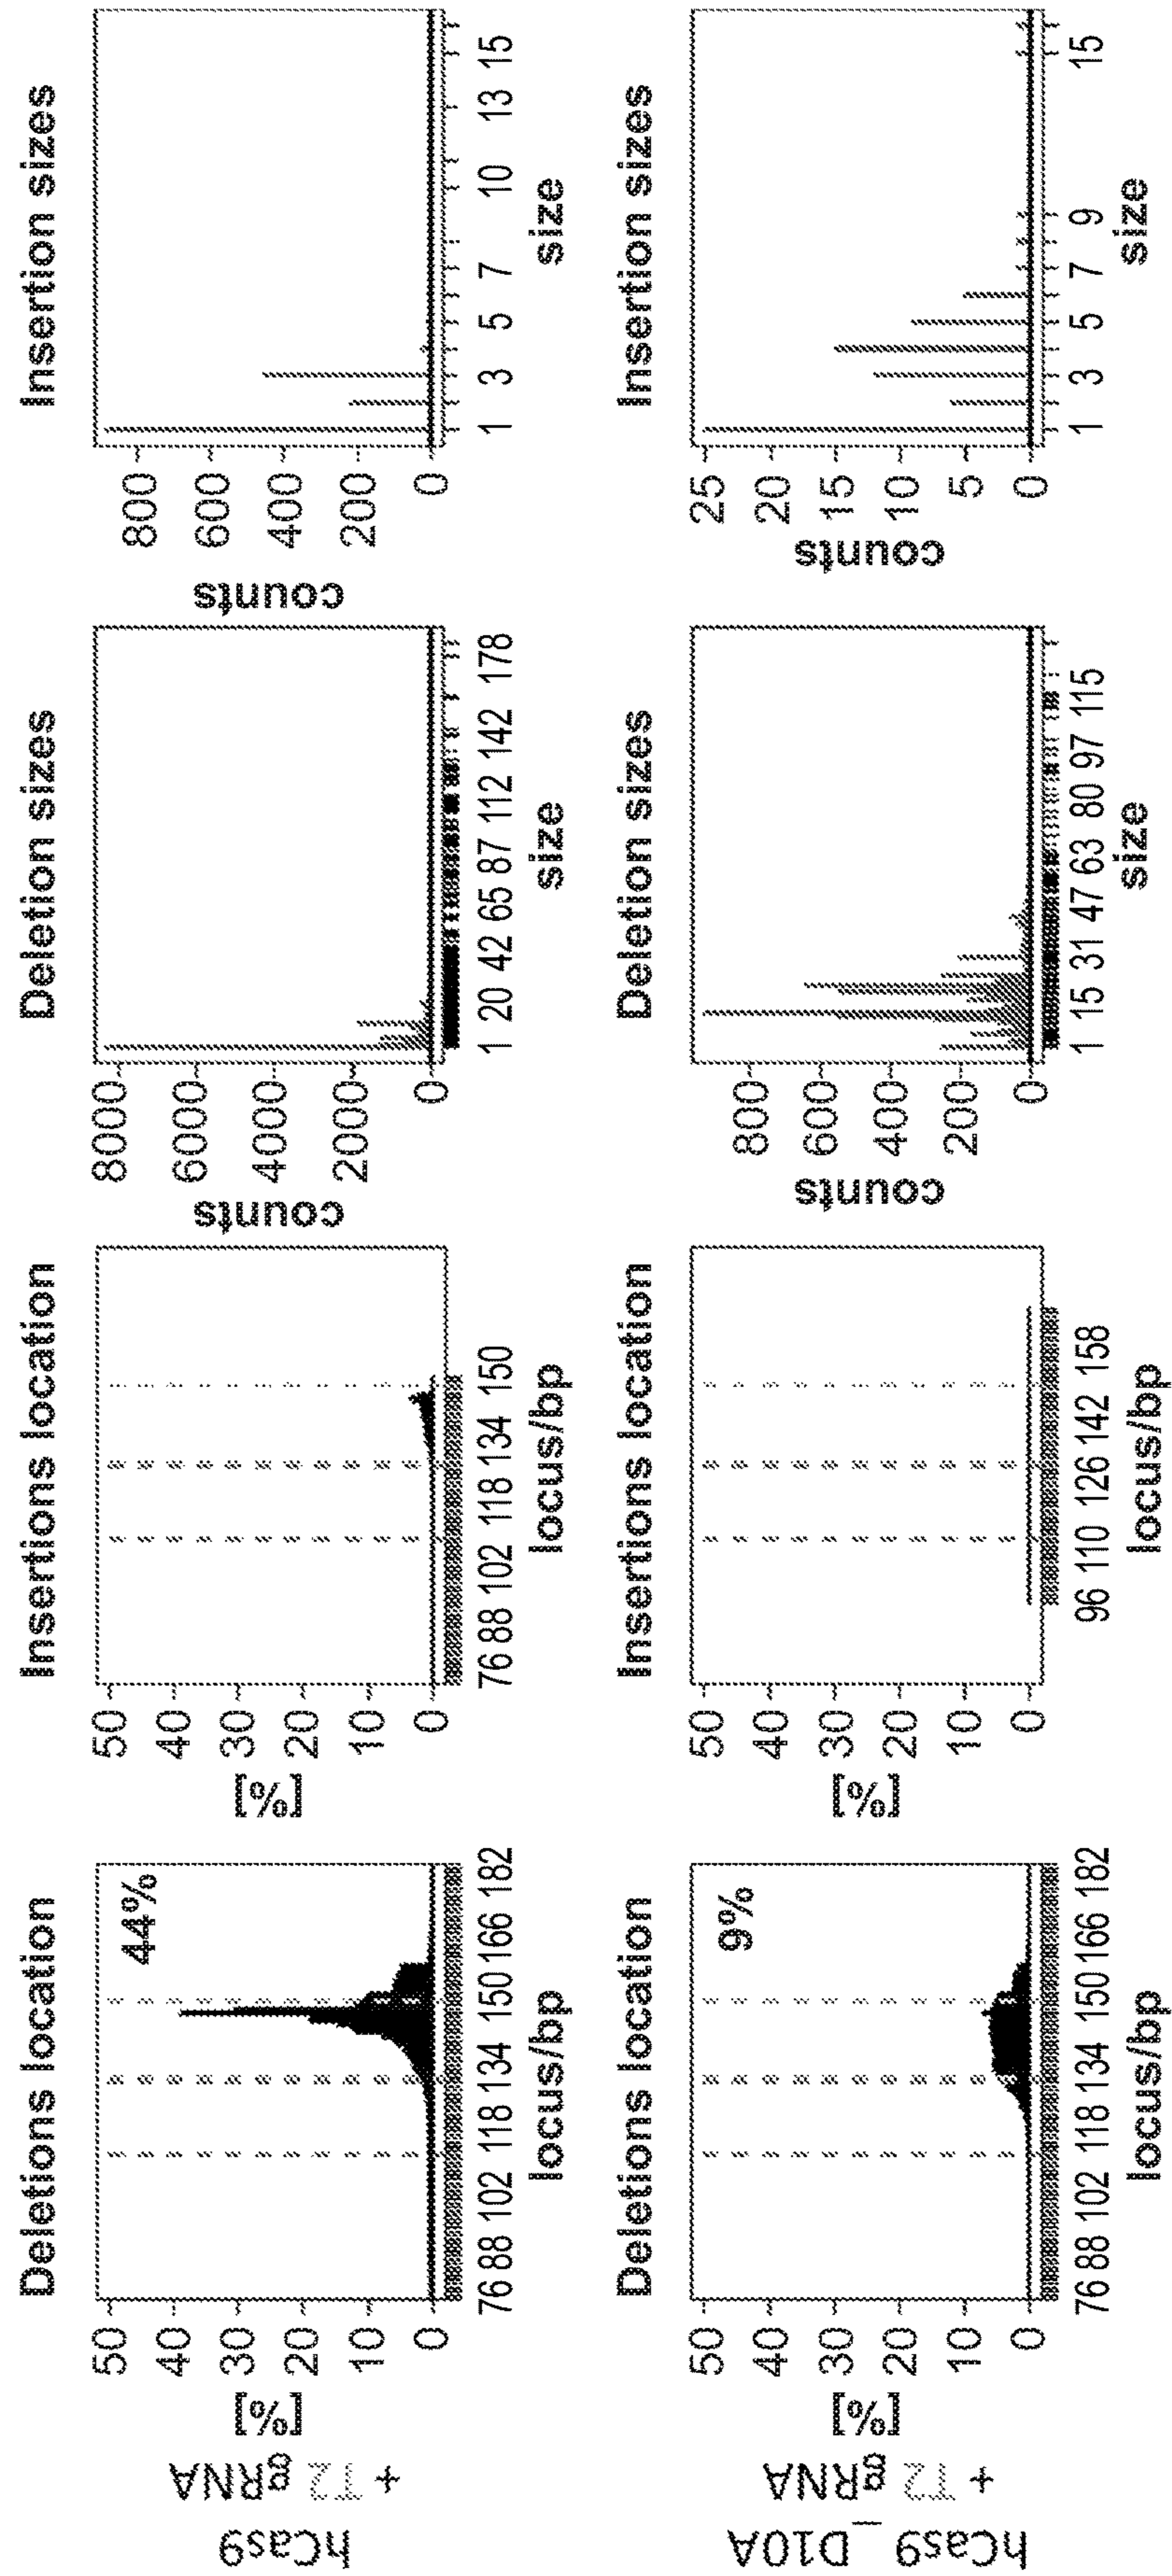 hCas9
+ T2 gRNA
Deletions location
44%
[%]
50
40
30
20
10
0
76 88 102 118 134 150 166 182
locus/bp
Insertions location
[%]
50
40
30
20
10
0
76 88 102 118 134 150
locus/bp
Deletion sizes
counts
8000
6000
4000
2000
0
1 20 42 65 87 112 142 178
size
Insertion sizes
counts
800
600
400
200
0
1 3 5 7 10 13 15
size
hCas9_D10A
+ T2 gRNA
Deletions location
9%
[%]
50
40
30
20
10
0
76 88 102 118 134 150 166 182
locus/bp
Insertions location
[%]
50
40
30
20
10
0
96 110 126 142 158
locus/bp
Deletion sizes
counts
800
600
400
200
0
1 15 31 47 63 80 97 115
size
Insertion sizes
counts
25
20
15
10
5
0
1 3 5 7 9 15
size